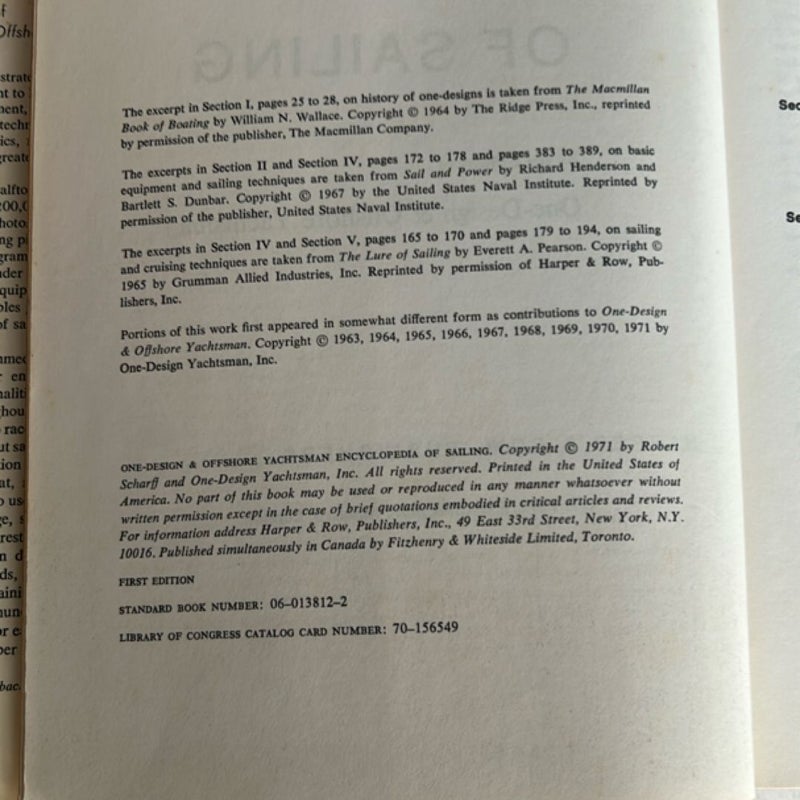 The excerpt in Section I, pages 25 to 28, on history of one-designs is taken from The Macmillan
Book of Boating by William N. Wallace. Copyright © 1964 by The Ridge Press, Inc., reprinted
by permission of the publisher, The Macmillan Company.
The excerpts in Section II and Section IV, pages 172 to 178 and pages 383 to 389, on basic
equipment and sailing techniques are taken from Sail and Power by Richard Henderson and
Bartlett S. Dunbar. Copyright © 1967 by the United States Naval Institute. Reprinted by
permission of the publisher, United States Naval Institute.
The excerpts in Section IV and Section V, pages 165 to 170 and pages 179 to 194, on sailing
and cruising techniques are taken from The Lure of Sailing by Everett A. Pearson. Copyright ©
1965 by Grumman Allied Industries, Inc. Reprinted by permission of Harper & Row, Pub-
lishers, Inc.
Portions of this work first appeared in somewhat different form as contributions to One-Design
& Offshore Yachtsman. Copyright © 1963, 1964, 1965, 1966, 1967, 1968, 1969, 1970, 1971 by
One-Design Yachtsman, Inc.
ONE-DESIGN & OFFSHORE YACHTSMAN ENCYCLOPEDIA OF SAILING. Copyright © 1971 by Robert
Scharff and One-Design Yachtsman, Inc. All rights reserved. Printed in the United States of
America. No part of this book may be used or reproduced in any manner whatsoever without
written permission except in the case of brief quotations embodied in critical articles and reviews.
For information address Harper & Row, Publishers, Inc., 49 East 33rd Street, New York, N.Y.
10016. Published simultaneously in Canada by Fitzhenry & Whiteside Limited, Toronto.
FIRST EDITION
STANDARD BOOK NUMBER: 06-013812-2
LIBRARY OF CONGRESS CATALOG CARD NUMBER: 70-156549